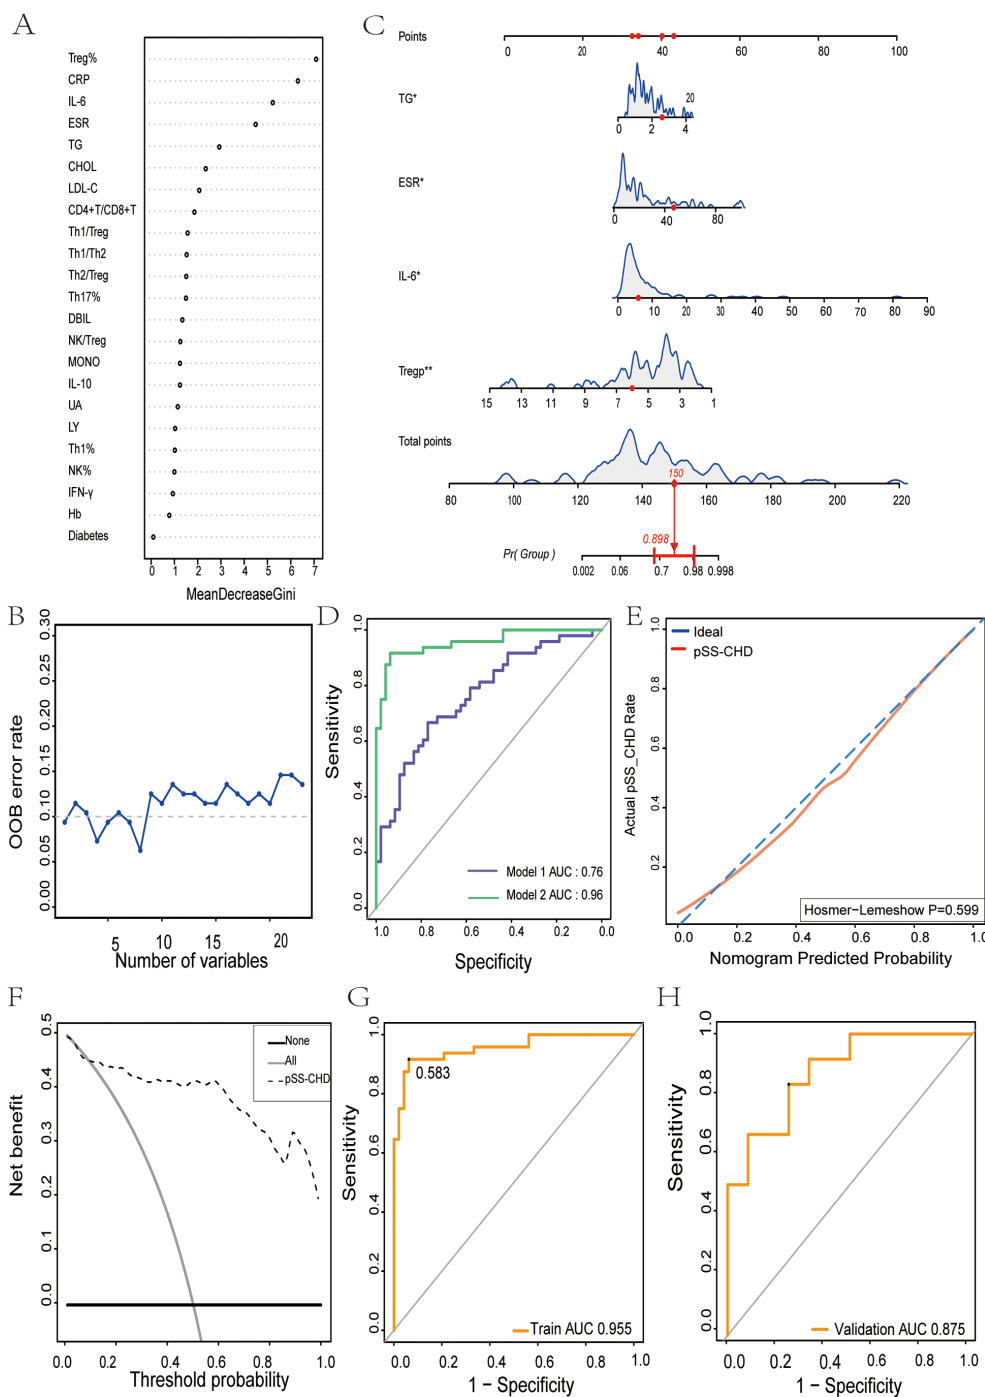 A
Treg%
CRP
IL-6
ESR
TG
CHOL
LDL-C
CD4+T/CD8+T
Th1/Treg
Th1/Th2
Th2/Treg
Th17%
DBIL
NK/Treg
MONO
IL-10
UA
LY
Th1%
NK%
IFN-γ
Hb
Diabetes
0 1 2 3 4 5 6 7
MeanDecreaseGini
C
Points
0 20 40 60 80 100
TG*
20
0 2 4
ESR*
0 40 80
IL-6*
0 10 20 30 40 50 60 70 80 90
Tregp**
15 13 11 9 7 5 3 1
Total points
150
80 100 120 140 160 180 200 220
0.898
Pr( Group )
0.002 0.06 0.7 0.98 0.998
B
OOB error rate
0.00 0.05 0.10 0.15 0.20 0.25 0.30
5 10 15 20
Number of variables
D
Sensitivity
0.0 0.2 0.4 0.6 0.8 1.0
Model 1 AUC : 0.76
Model 2 AUC : 0.96
1.0 0.8 0.6 0.4 0.2 0.0
Specificity
E
Ideal
pSS-CHD
Actual pSS_CHD Rate
0.2 0.4 0.6 0.8 1.0
Hosmer-Lemeshow P=0.599
0.0 0.2 0.4 0.6 0.8 1.0
Nomogram Predicted Probability
F
Net benefit
0.0 0.1 0.2 0.3 0.4 0.5
None
All
pSS-CHD
0.0 0.2 0.4 0.6 0.8 1.0
Threshold probability
G
Sensitivity
0.0 0.2 0.4 0.6 0.8 1.0
0.583
Train AUC 0.955
0.0 0.2 0.4 0.6 0.8 1.0
1 − Specificity
H
Sensitivity
0.0 0.2 0.4 0.6 0.8 1.0
Validation AUC 0.875
0.0 0.2 0.4 0.6 0.8 1.0
1 − Specificity